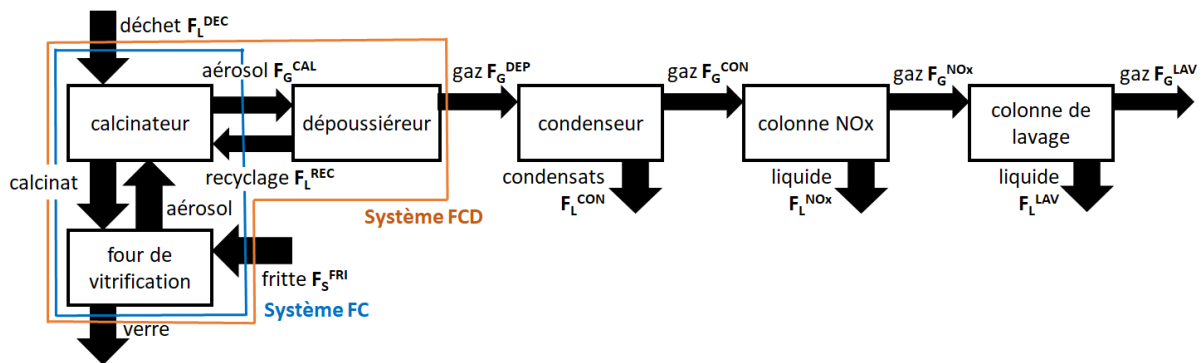 déchet F_L^DEC
aérosol F_G^CAL
gaz F_G^DEP
gaz F_G^CON
gaz F_G^NOx
gaz F_G^LAV
calcinateur
dépoussiéreur
condenseur
colonne NOx
colonne de
lavage
calcinat
recyclage F_L^REC
aérosol
condensats
F_L^CON
liquide
F_L^NOx
liquide
F_L^LAV
Système FCD
four de
vitrification
fritte F_S^FRI
Système FC
verre